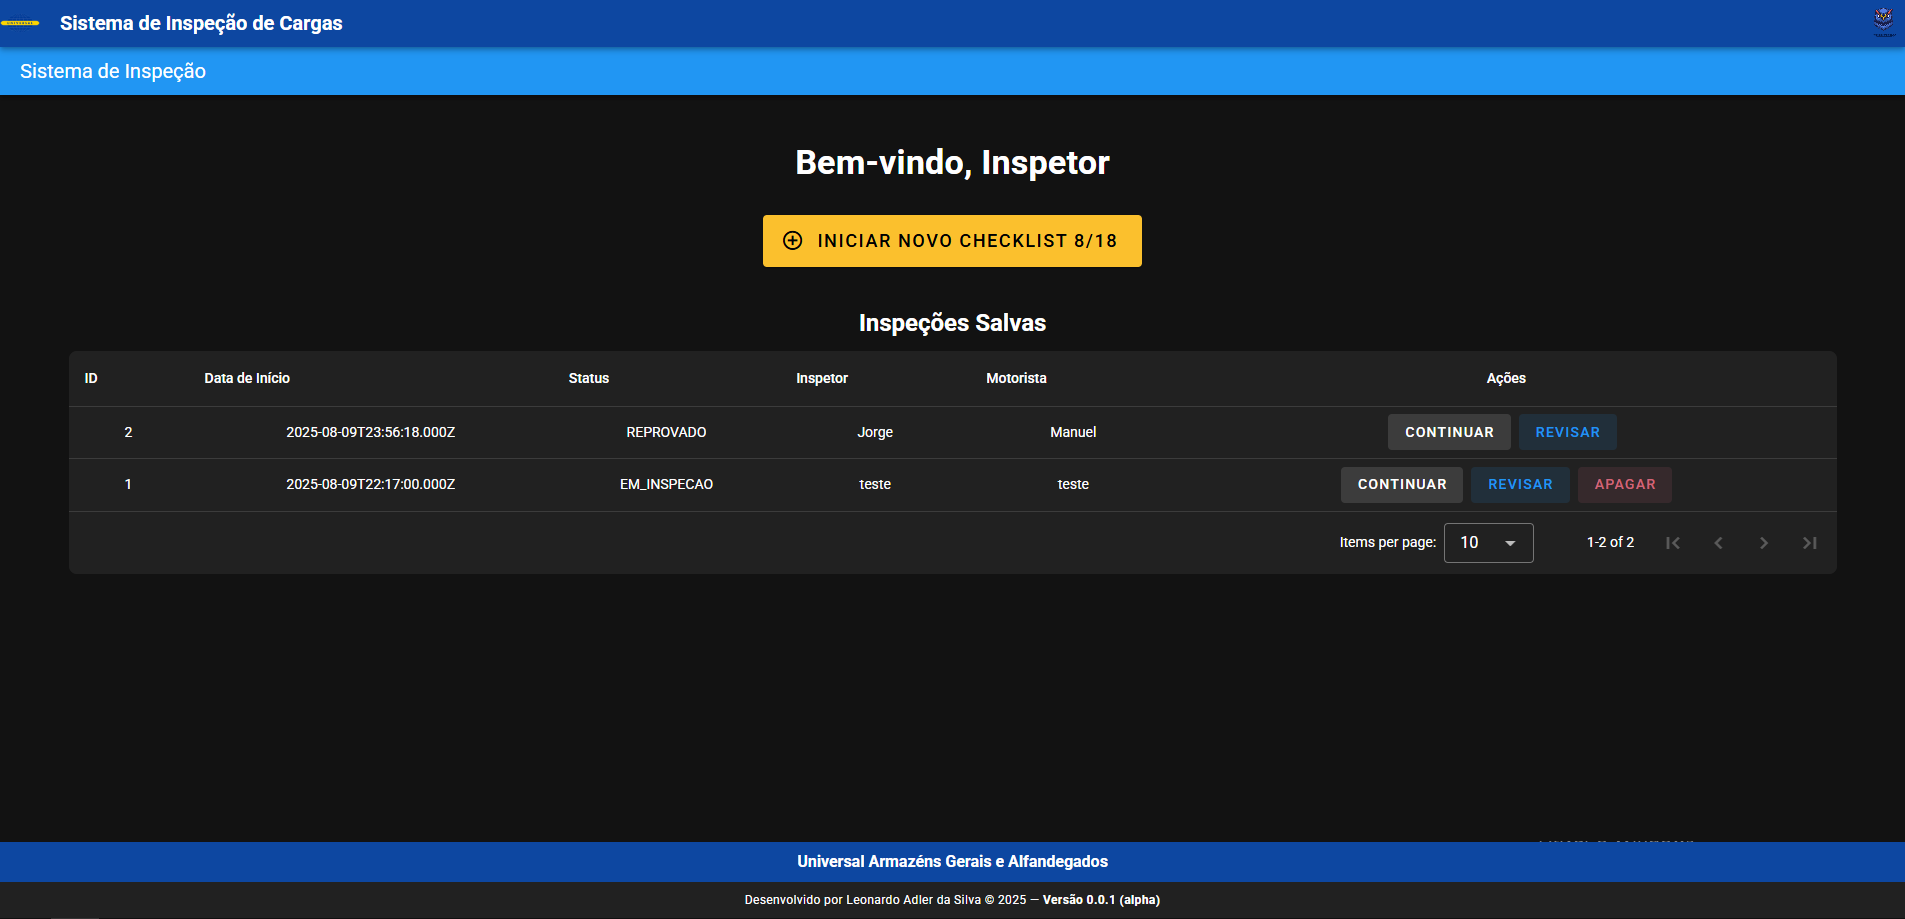 UNIVERSAL
Sistema de Inspeção de Cargas
Sistema de Inspeção
Bem-vindo, Inspetor
INICIAR NOVO CHECKLIST 8/18
Inspeções Salvas
ID Data de Início Status Inspetor Motorista Ações
2 2025-08-09T23:56:18.000Z REPROVADO Jorge Manuel CONTINUAR REVISAR
1 2025-08-09T22:17:00.000Z EM_INSPECAO teste teste CONTINUAR REVISAR APAGAR
Items per page: 10 1-2 of 2
Universal Armazéns Gerais e Alfandegados
Desenvolvido por Leonardo Adler da Silva © 2025 — Versão 0.0.1 (alpha)